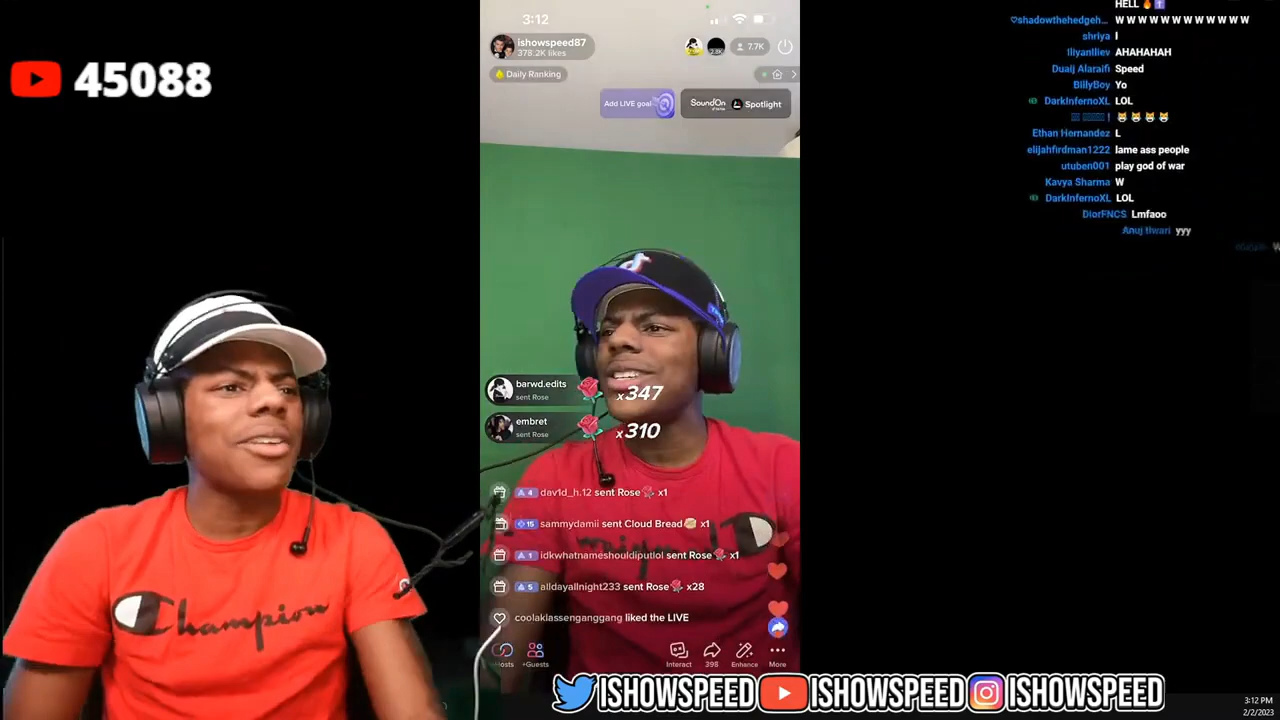 45088
3:12
ishowspeed87
378.2K likes
7.7K
Daily Ranking
Add LIVE goal
SoundOn
Spotlight
barwd.edits
sent Rose
x347
embret
sent Rose
x310
4 dav1d_h.12 sent Rose x1
15 sammydamii sent Cloud Bread x1
1 idkwhatnameshouldiputlol sent Rose x1
5 alldayallnight233 sent Rose x28
coolaklassenganggang liked the LIVE
+Hosts
+Guests
Interact
398
Enhance
More
Champion
HELL
shadowthehedgeh... W W W W W W W W W W W W
shriya I
Iliyantliev AHAHAHAH
Duaij Alaraifi Speed
BillyBoy Yo
DarkInfernoXL LOL
Ethan Hernandez L
elijahfirdman1222 lame ass people
utuben001 play god of war
Kavya Sharma W
DarkInfernoXL LOL
DiorFNCS Lmfaoo
Anuj tiwari yyy
ISHOWSPEED
ISHOWSPEED
ISHOWSPEED
3:12 PM
2/2/2023